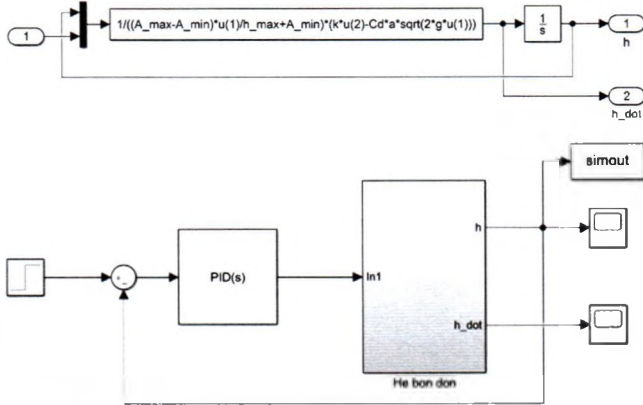 1
1/((A_max-A_min)*u(1)/h_max+A_min)*(k*u(2)-Cd*a*sqrt(2*g*u(1)))
1
s
1
h
2
h_dot
simout
h
PID(s)
In1
h_dot
He bon don